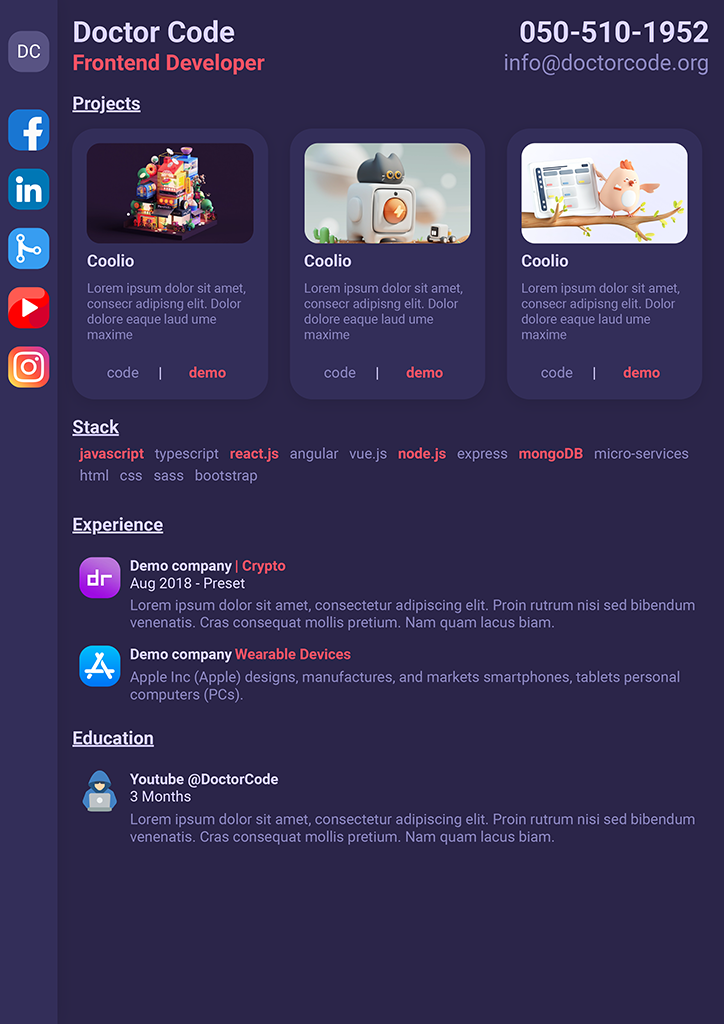 DC
Doctor Code
Frontend Developer
050-510-1952
info@doctorcode.org
Projects
Coolio
Lorem ipsum dolor sit amet,
consecr adipisng elit. Dolor
dolore eaque laud ume
maxime
code | demo
Coolio
Lorem ipsum dolor sit amet,
consecr adipisng elit. Dolor
dolore eaque laud ume
maxime
code | demo
Coolio
Lorem ipsum dolor sit amet,
consecr adipisng elit. Dolor
dolore eaque laud ume
maxime
code | demo
Stack
javascript typescript react.js angular vue.js node.js express mongoDB micro-services
html css sass bootstrap
Experience
dr
Demo company | Crypto
Aug 2018 - Preset
Lorem ipsum dolor sit amet, consectetur adipiscing elit. Proin rutrum nisi sed bibendum
venenatis. Cras consequat mollis pretium. Nam quam lacus biam.
Demo company Wearable Devices
Apple Inc (Apple) designs, manufactures, and markets smartphones, tablets personal
computers (PCs).
Education
Youtube @DoctorCode
3 Months
Lorem ipsum dolor sit amet, consectetur adipiscing elit. Proin rutrum nisi sed bibendum
venenatis. Cras consequat mollis pretium. Nam quam lacus biam.